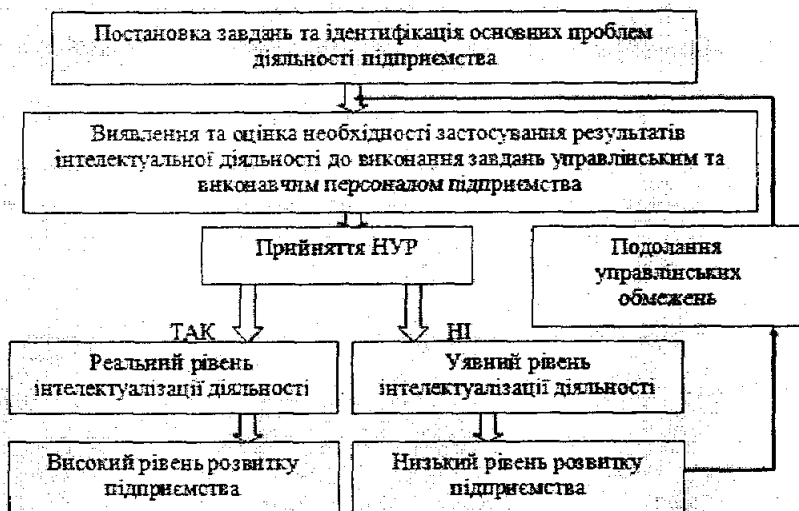 Постановка завдань та ідентифікація основних проблем
діяльності підприємства
Виявлення та оцінка необхідності застосування результатів
інтелектуальної діяльності до виконання завдань управлінським та
виконавчим персоналом підприємства
Прийняття НУР
Подолання
управлінських
обмежень
ТАК
НІ
Реальний рівень
інтелектуалізації діяльності
Уявний рівень
інтелектуалізації діяльності
Високий рівень розвитку
підприємства
Низький рівень розвитку
підприємства